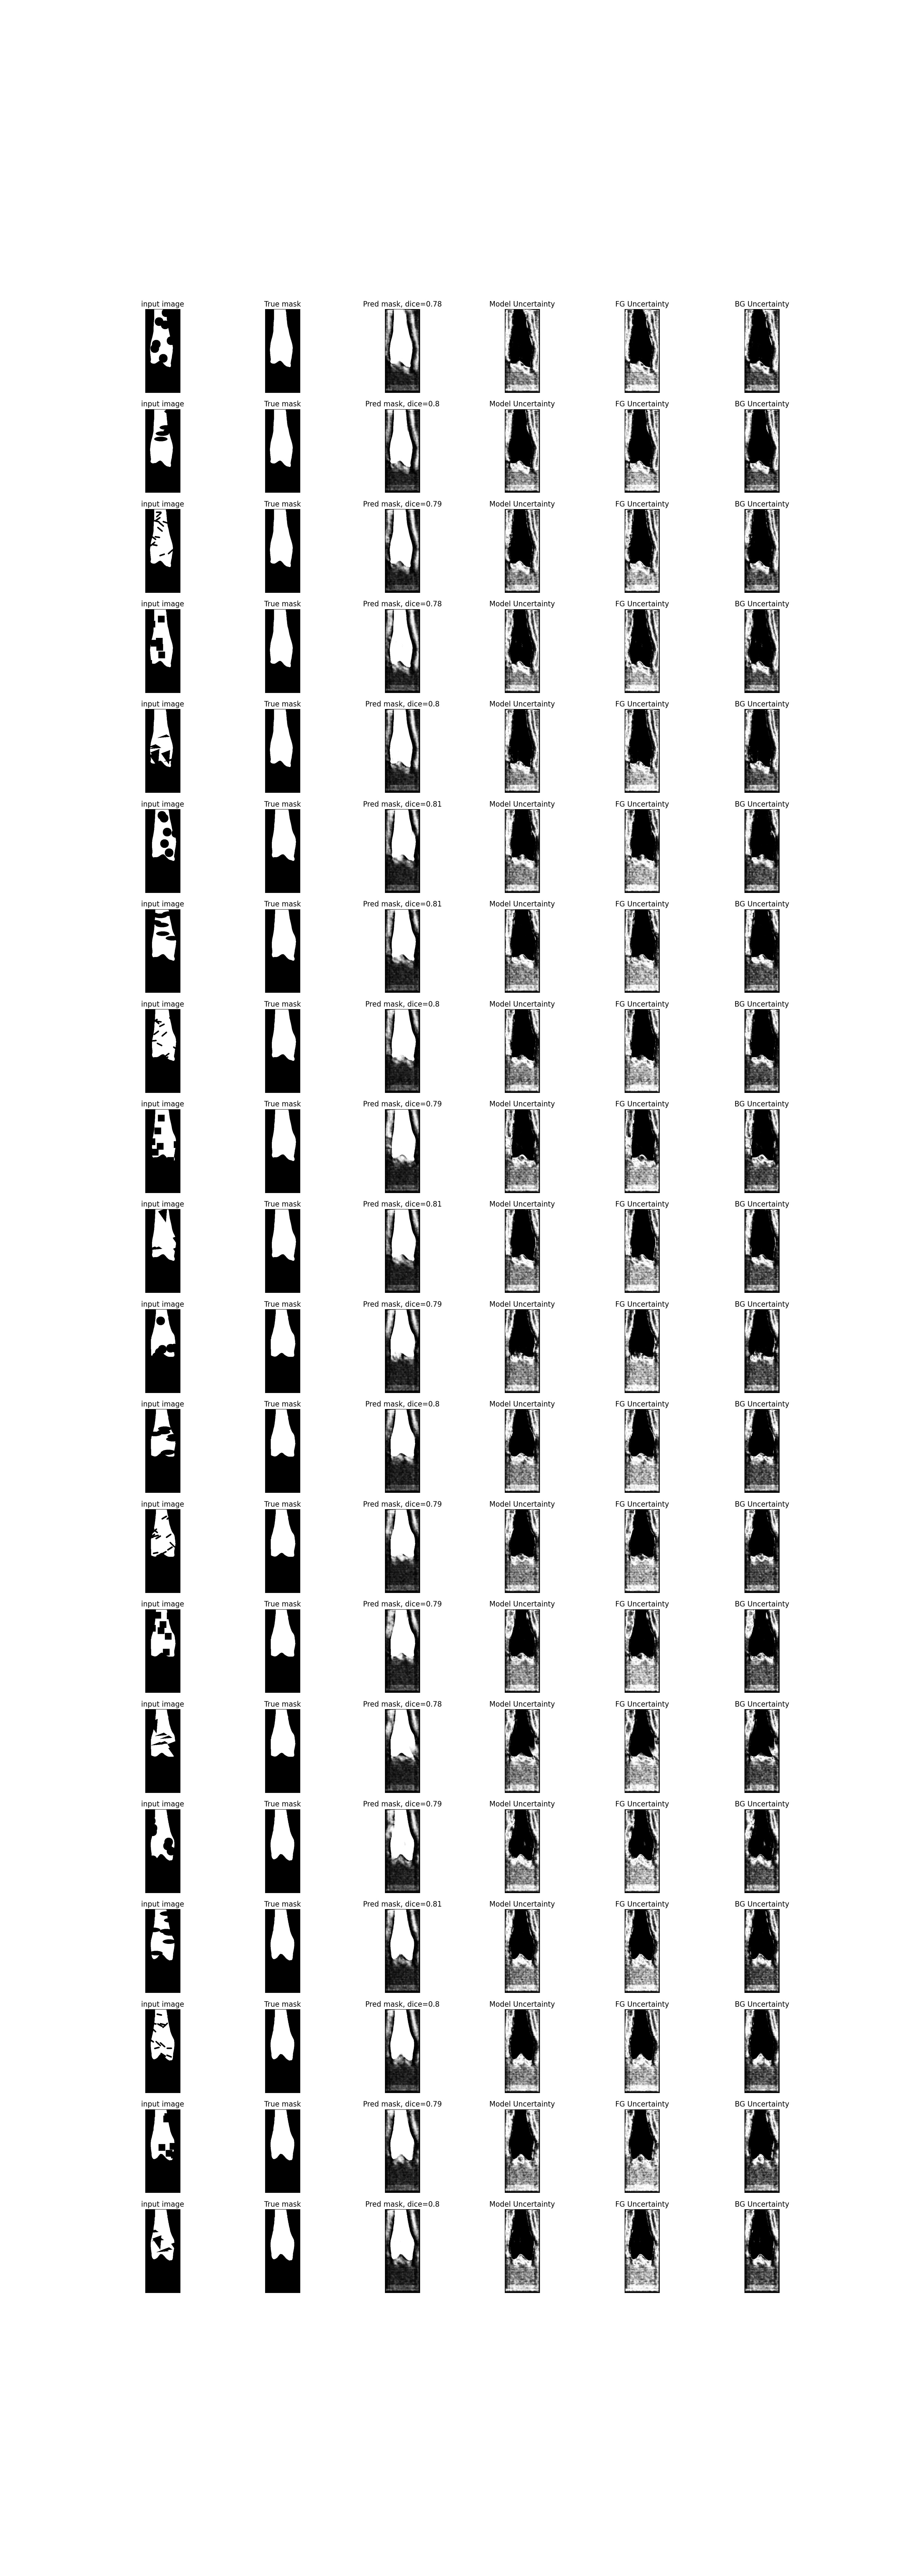 input image True mask Pred mask, dice=0.78 Model Uncertainty FG Uncertainty BG Uncertainty
input image True mask Pred mask, dice=0.8 Model Uncertainty FG Uncertainty BG Uncertainty
input image True mask Pred mask, dice=0.79 Model Uncertainty FG Uncertainty BG Uncertainty
input image True mask Pred mask, dice=0.78 Model Uncertainty FG Uncertainty BG Uncertainty
input image True mask Pred mask, dice=0.8 Model Uncertainty FG Uncertainty BG Uncertainty
input image True mask Pred mask, dice=0.81 Model Uncertainty FG Uncertainty BG Uncertainty
input image True mask Pred mask, dice=0.81 Model Uncertainty FG Uncertainty BG Uncertainty
input image True mask Pred mask, dice=0.8 Model Uncertainty FG Uncertainty BG Uncertainty
input image True mask Pred mask, dice=0.79 Model Uncertainty FG Uncertainty BG Uncertainty
input image True mask Pred mask, dice=0.81 Model Uncertainty FG Uncertainty BG Uncertainty
input image True mask Pred mask, dice=0.79 Model Uncertainty FG Uncertainty BG Uncertainty
input image True mask Pred mask, dice=0.8 Model Uncertainty FG Uncertainty BG Uncertainty
input image True mask Pred mask, dice=0.79 Model Uncertainty FG Uncertainty BG Uncertainty
input image True mask Pred mask, dice=0.79 Model Uncertainty FG Uncertainty BG Uncertainty
input image True mask Pred mask, dice=0.78 Model Uncertainty FG Uncertainty BG Uncertainty
input image True mask Pred mask, dice=0.79 Model Uncertainty FG Uncertainty BG Uncertainty
input image True mask Pred mask, dice=0.81 Model Uncertainty FG Uncertainty BG Uncertainty
input image True mask Pred mask, dice=0.8 Model Uncertainty FG Uncertainty BG Uncertainty
input image True mask Pred mask, dice=0.79 Model Uncertainty FG Uncertainty BG Uncertainty
input image True mask Pred mask, dice=0.8 Model Uncertainty FG Uncertainty BG Uncertainty